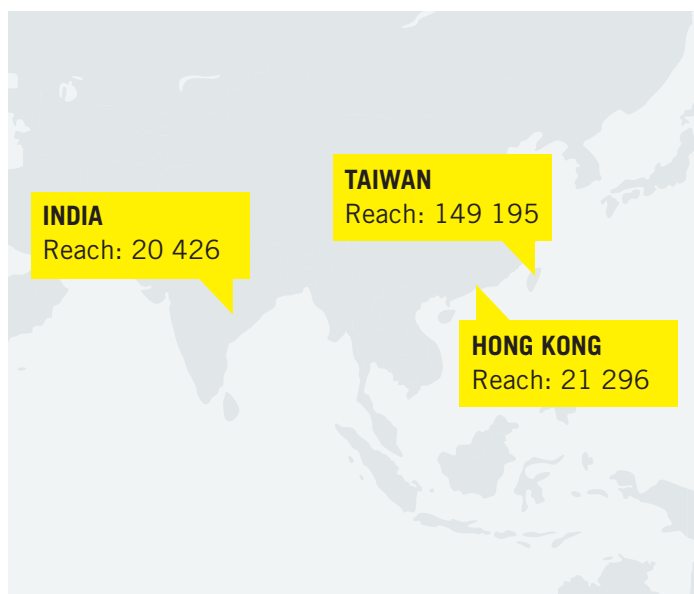 TAIWAN
Reach: 149 195
INDIA
Reach: 20 426
HONG KONG
Reach: 21 296